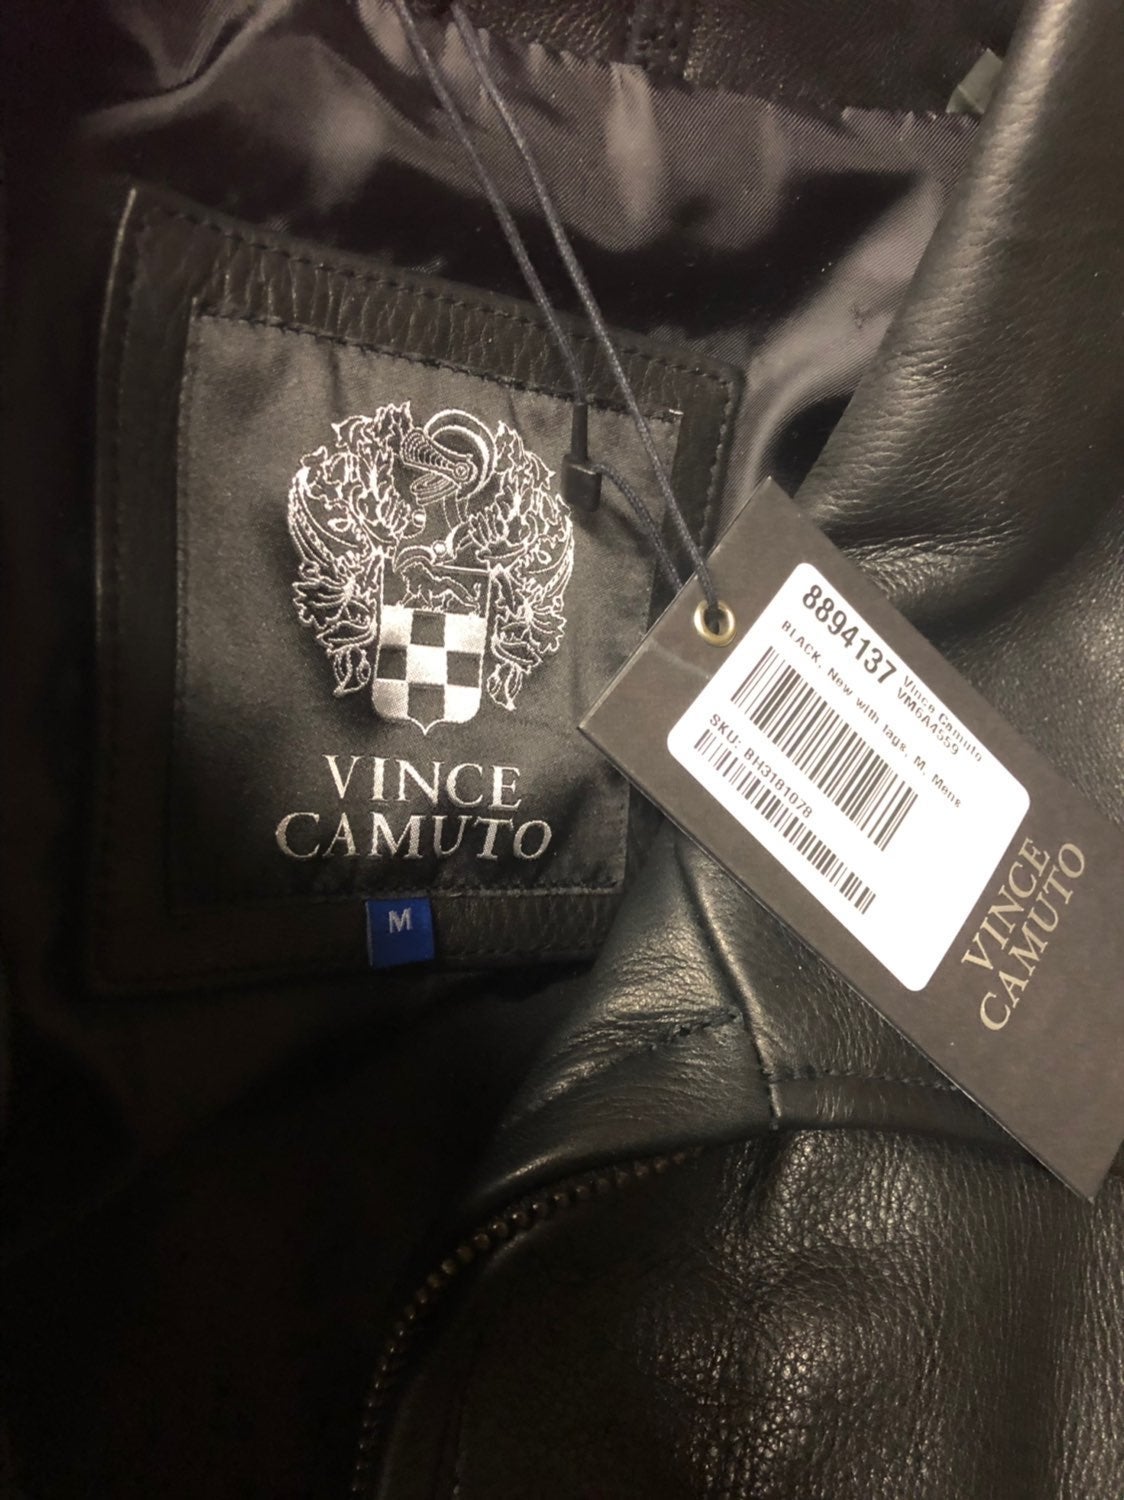 VINCE
CAMUTO
M
8894137
Vince Camuto
VM6A4559
BLACK, New with tags, M, Mens
SKU: BH3181078
VINCE
CAMUTO